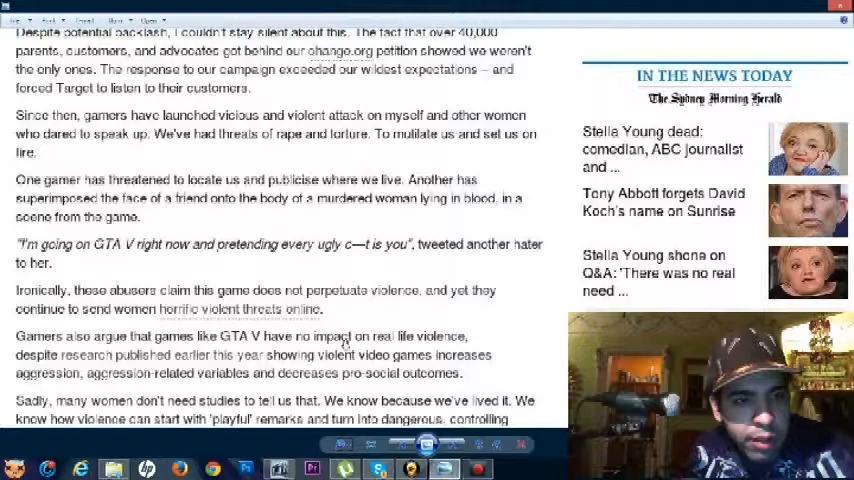 Despite potential backlash, I couldn't stay silent about this. The fact that over 40,000
parents, customers, and advocates got behind our change.org petition showed we weren't
the only ones. The response to our campaign exceeded our wildest expectations – and
forced Target to listen to their customers.
Since then, gamers have launched vicious and violent attack on myself and other women
who dared to speak up. We've had threats of rape and torture. To mutilate us and set us on
fire.
One gamer has threatened to locate us and publicise where we live. Another has
superimposed the face of a friend onto the body of a murdered woman lying in blood, in a
scene from the game.
"I'm going on GTA V right now and pretending every ugly c—t is you", tweeted another hater
to her.
Ironically, these abusers claim this game does not perpetuate violence, and yet they
continue to send women horrific violent threats online.
Gamers also argue that games like GTA V have no impact on real life violence,
despite research published earlier this year showing violent video games increases
aggression, aggression-related variables and decreases pro-social outcomes.
Sadly, many women don't need studies to tell us that. We know because we've lived it. We
know how violence can start with 'playful' remarks and turn into dangerous, controlling
IN THE NEWS TODAY
The Sydney Morning Herald
Stella Young dead:
comedian, ABC journalist
and ...
Tony Abbott forgets David
Koch's name on Sunrise
Stella Young shone on
Q&A: 'There was no real
need ...
hp
Ps
Pr